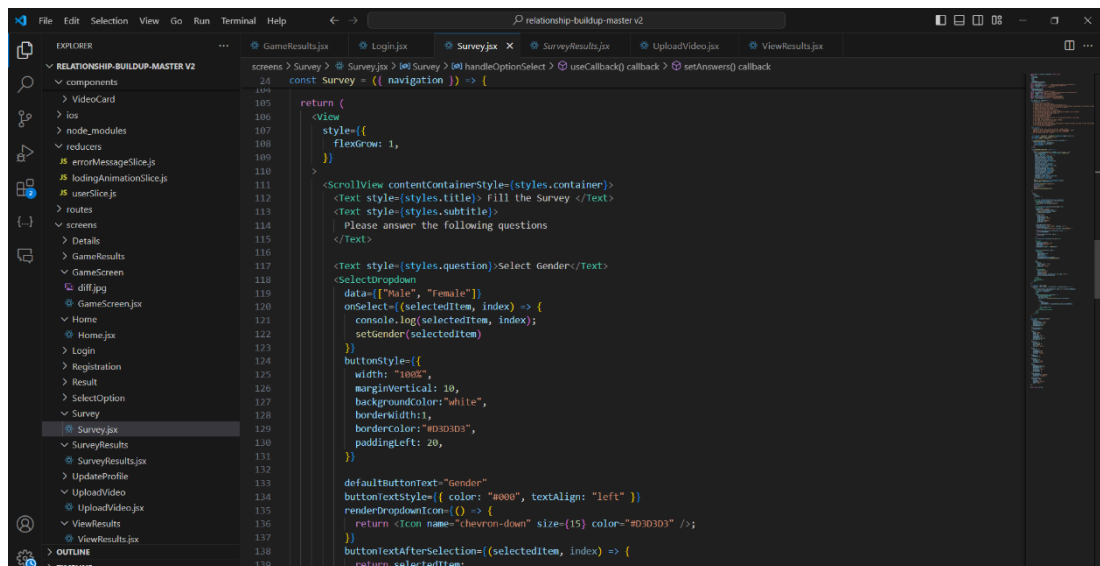 File Edit Selection View Go Run Terminal Help
relationship-buildup-master v2
EXPLORER
RELATIONSHIP-BUILDUP-MASTER V2
components
VideoCard
ios
node_modules
reducers
JS errorMessageSlice.js
JS lodingAnimationSlice.js
JS userSlice.js
routes
screens
Details
GameResults
GameScreen
diff.jpg
GameScreen.jsx
Home
Home.jsx
Login
Registration
Result
SelectOption
Survey
Survey.jsx
SurveyResults
SurveyResults.jsx
UpdateProfile
UploadVideo
UploadVideo.jsx
ViewResults
ViewResults.jsx
OUTLINE
2
GameResults.jsx Login.jsx Survey.jsx SurveyResults.jsx UploadVideo.jsx ViewResults.jsx
screens > Survey > Survey.jsx > Survey > handleOptionSelect > useCallback() callback > setAnswers() callback
24 const Survey = ({ navigation }) => {
104
105 return (
106 <View
107 style={{
108 flexGrow: 1,
109 }}
110 >
111 <ScrollView contentContainerStyle={styles.container}>
112 <Text style={styles.title}> Fill the Survey </Text>
113 <Text style={styles.subtitle}>
114 Please answer the following questions
115 </Text>
116
117 <Text style={styles.question}>Select Gender</Text>
118 <SelectDropdown
119 data={["Male", "Female"]}
120 onSelect={(selectedItem, index) => {
121 console.log(selectedItem, index);
122 setGender(selectedItem)
123 }}
124 buttonStyle={{
125 width: "100%",
126 marginVertical: 10,
127 backgroundColor:"white",
128 borderWidth:1,
129 borderColor:"#D3D3D3",
130 paddingLeft: 20,
131 }}
132
133 defaultButtonText="Gender"
134 buttonTextStyle={{ color: "#000", textAlign: "left" }}
135 renderDropdownIcon={() => {
136 return <Icon name="chevron-down" size={15} color="#D3D3D3" />;
137 }}
138 buttonTextAfterSelection={(selectedItem, index) => {
139 return selectedItem;